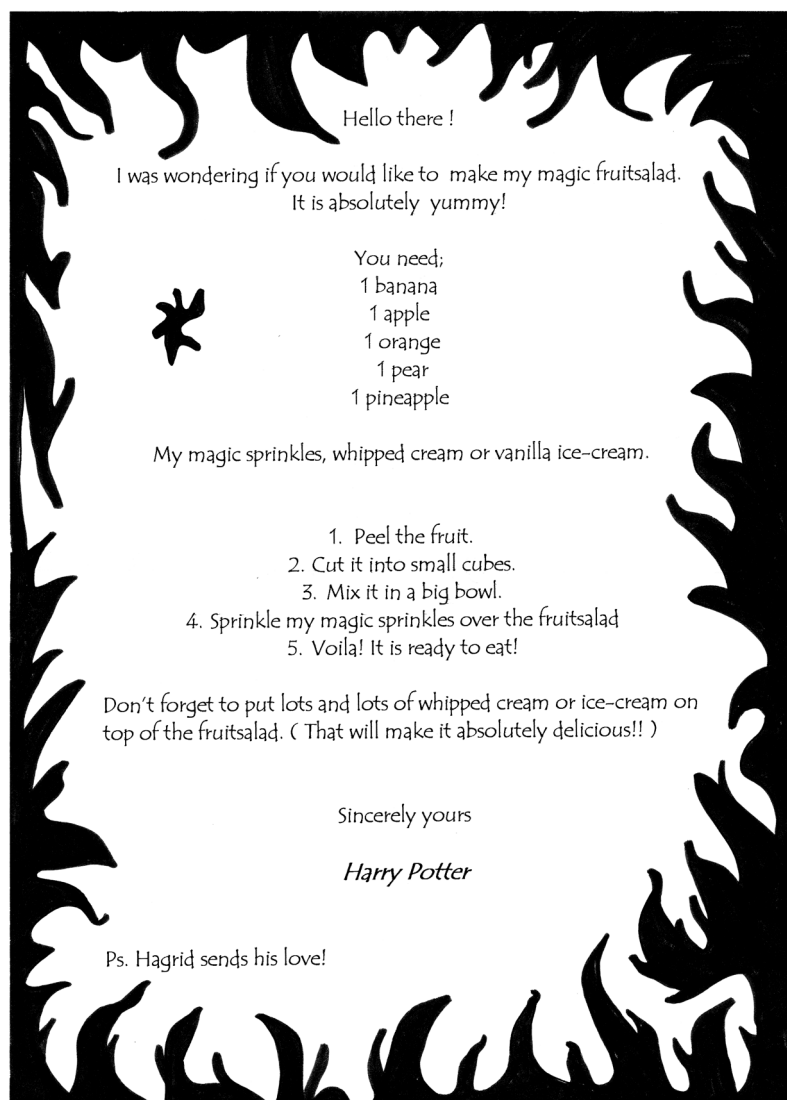 Hello there !
I was wondering if you would like to make my magic fruitsalad.
It is absolutely yummy!
You need;
1 banana
1 apple
1 orange
1 pear
1 pineapple
My magic sprinkles, whipped cream or vanilla ice-cream.
1. Peel the fruit.
2. Cut it into small cubes.
3. Mix it in a big bowl.
4. Sprinkle my magic sprinkles over the fruitsalad
5. Voila! It is ready to eat!
Don't forget to put lots and lots of whipped cream or ice-cream on
top of the fruitsalad. ( That will make it absolutely delicious!! )
Sincerely yours
Harry Potter
Ps. Hagrid sends his love!